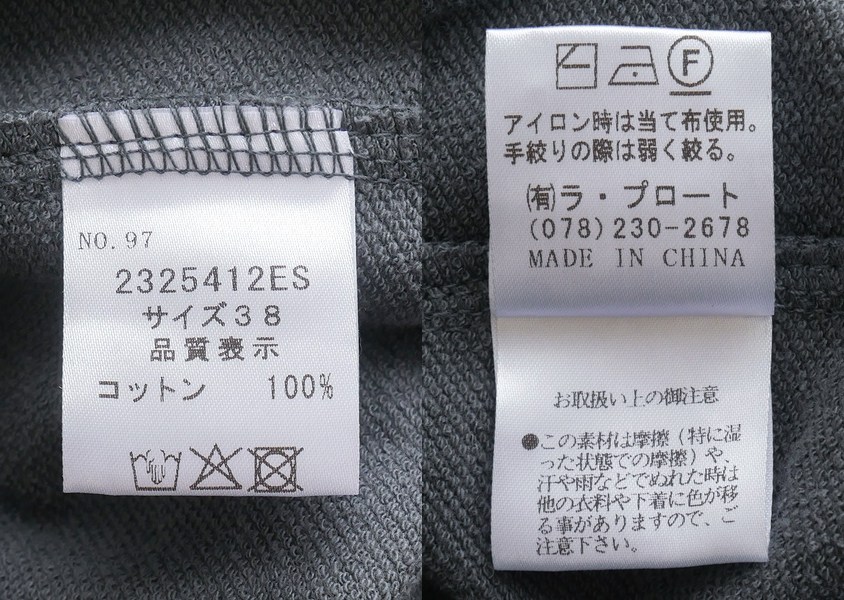 NO.97
2325412ES
サイズ38
品質表示
コットン 100%
F
アイロン時は当て布使用。
手絞りの際は弱く絞る。
㈲ラ・プロート
(078)230-2678
MADE IN CHINA
お取扱い上の御注意
●この素材は摩擦(特に湿
った状態での摩擦)や、
汗や雨などでぬれた時は
他の衣料や下着に色が移
る事がありますので、ご
注意下さい。